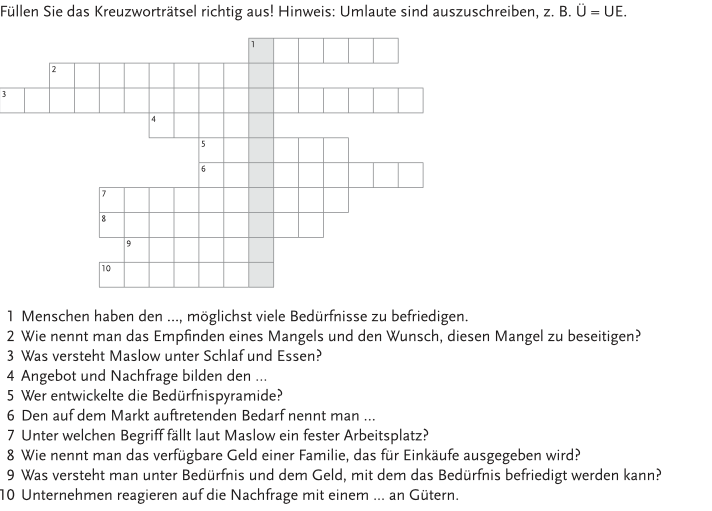 Füllen Sie das Kreuzworträtsel richtig aus! Hinweis: Umlaute sind auszuschreiben, z. B. Ü = UE.
1
2
3
4
5
6
7
8
9
10
1 Menschen haben den ..., möglichst viele Bedürfnisse zu befriedigen.
2 Wie nennt man das Empfinden eines Mangels und den Wunsch, diesen Mangel zu beseitigen?
3 Was versteht Maslow unter Schlaf und Essen?
4 Angebot und Nachfrage bilden den ...
5 Wer entwickelte die Bedürfnispyramide?
6 Den auf dem Markt auftretenden Bedarf nennt man ...
7 Unter welchen Begriff fällt laut Maslow ein fester Arbeitsplatz?
8 Wie nennt man das verfügbare Geld einer Familie, das für Einkäufe ausgegeben wird?
9 Was versteht man unter Bedürfnis und dem Geld, mit dem das Bedürfnis befriedigt werden kann?
10 Unternehmen reagieren auf die Nachfrage mit einem ... an Gütern.